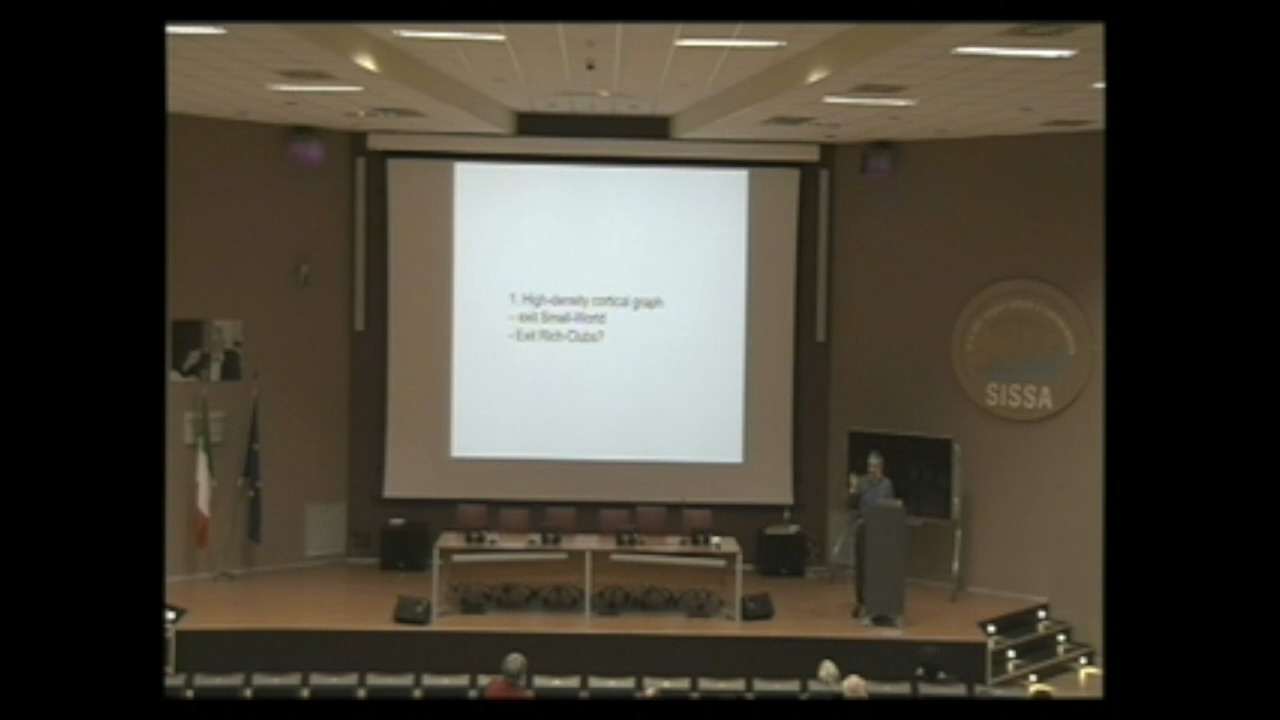 1. High-density cortical graph
- exit Small-World
- Exit Rich-Clubs?
SISSA